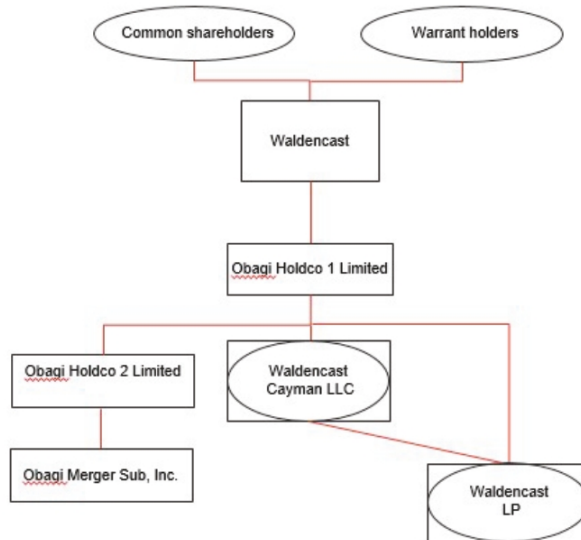 Common shareholders
Warrant holders
Waldencast
Obagi Holdco 1 Limited
Obagi Holdco 2 Limited
Waldencast
Cayman LLC
Obagi Merger Sub, Inc.
Waldencast
LP